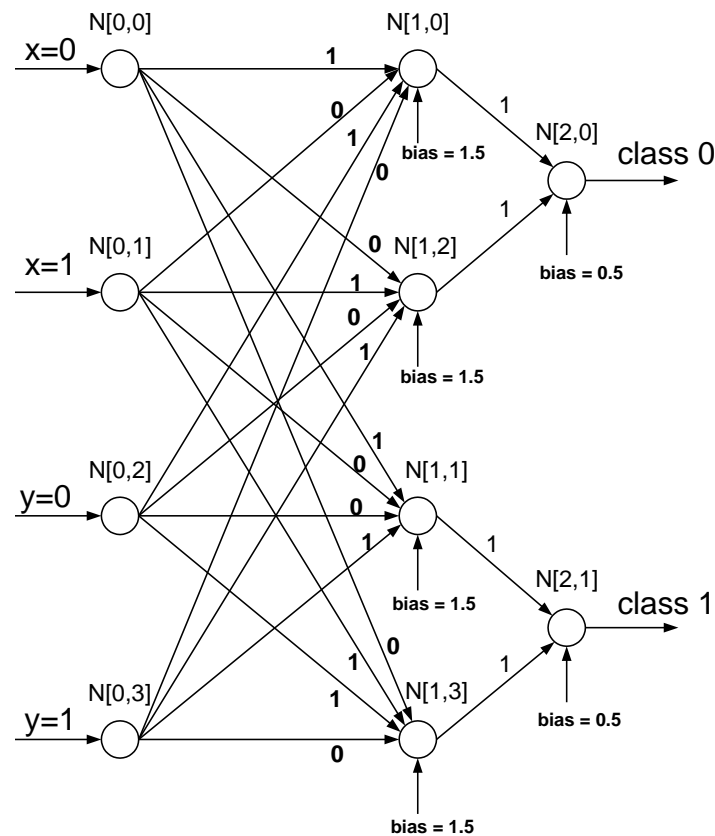 N[0,0]
N[1,0]
x=0
1
0
1
0
bias = 1.5
1
N[2,0]
class 0
1
bias = 0.5
N[0,1]
x=1
0
N[1,2]
1
0
1
bias = 1.5
N[0,2]
y=0
1
0
N[1,1]
0
1
bias = 1.5
1
N[2,1]
class 1
1
bias = 0.5
N[0,3]
y=1
0
1
N[1,3]
1
0
bias = 1.5